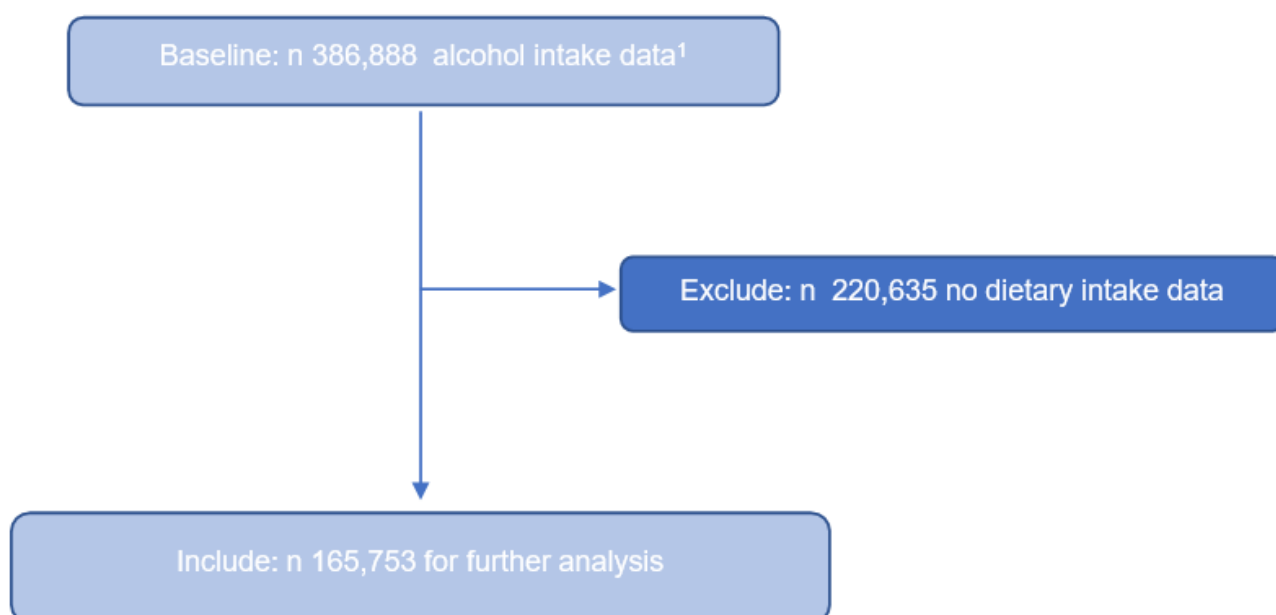 Baseline: n 386,888  alcohol intake data¹
Exclude: n  220,635 no dietary intake data
Include: n 165,753 for further analysis